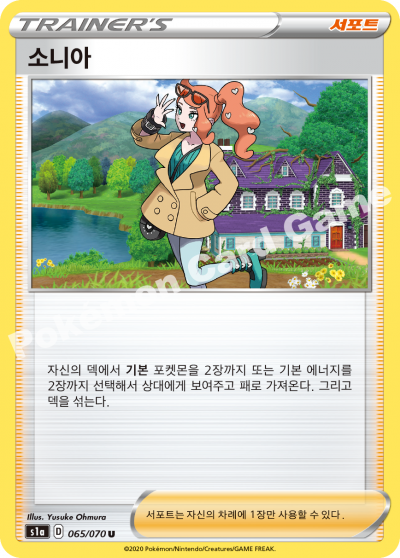 TRAINER'S 서포트
소니아
Pokémon Card Game
자신의 덱에서 기본 포켓몬을 2장까지 또는 기본 에너지를
2장까지 선택해서 상대에게 보여주고 패로 가져온다. 그리고
덱을 섞는다.
Illus. Yusuke Ohmura
s1a D 065/070 U
서포트는 자신의 차례에 1장만 사용할 수 있다.
©2020 Pokémon/Nintendo/Creatures/GAME FREAK.